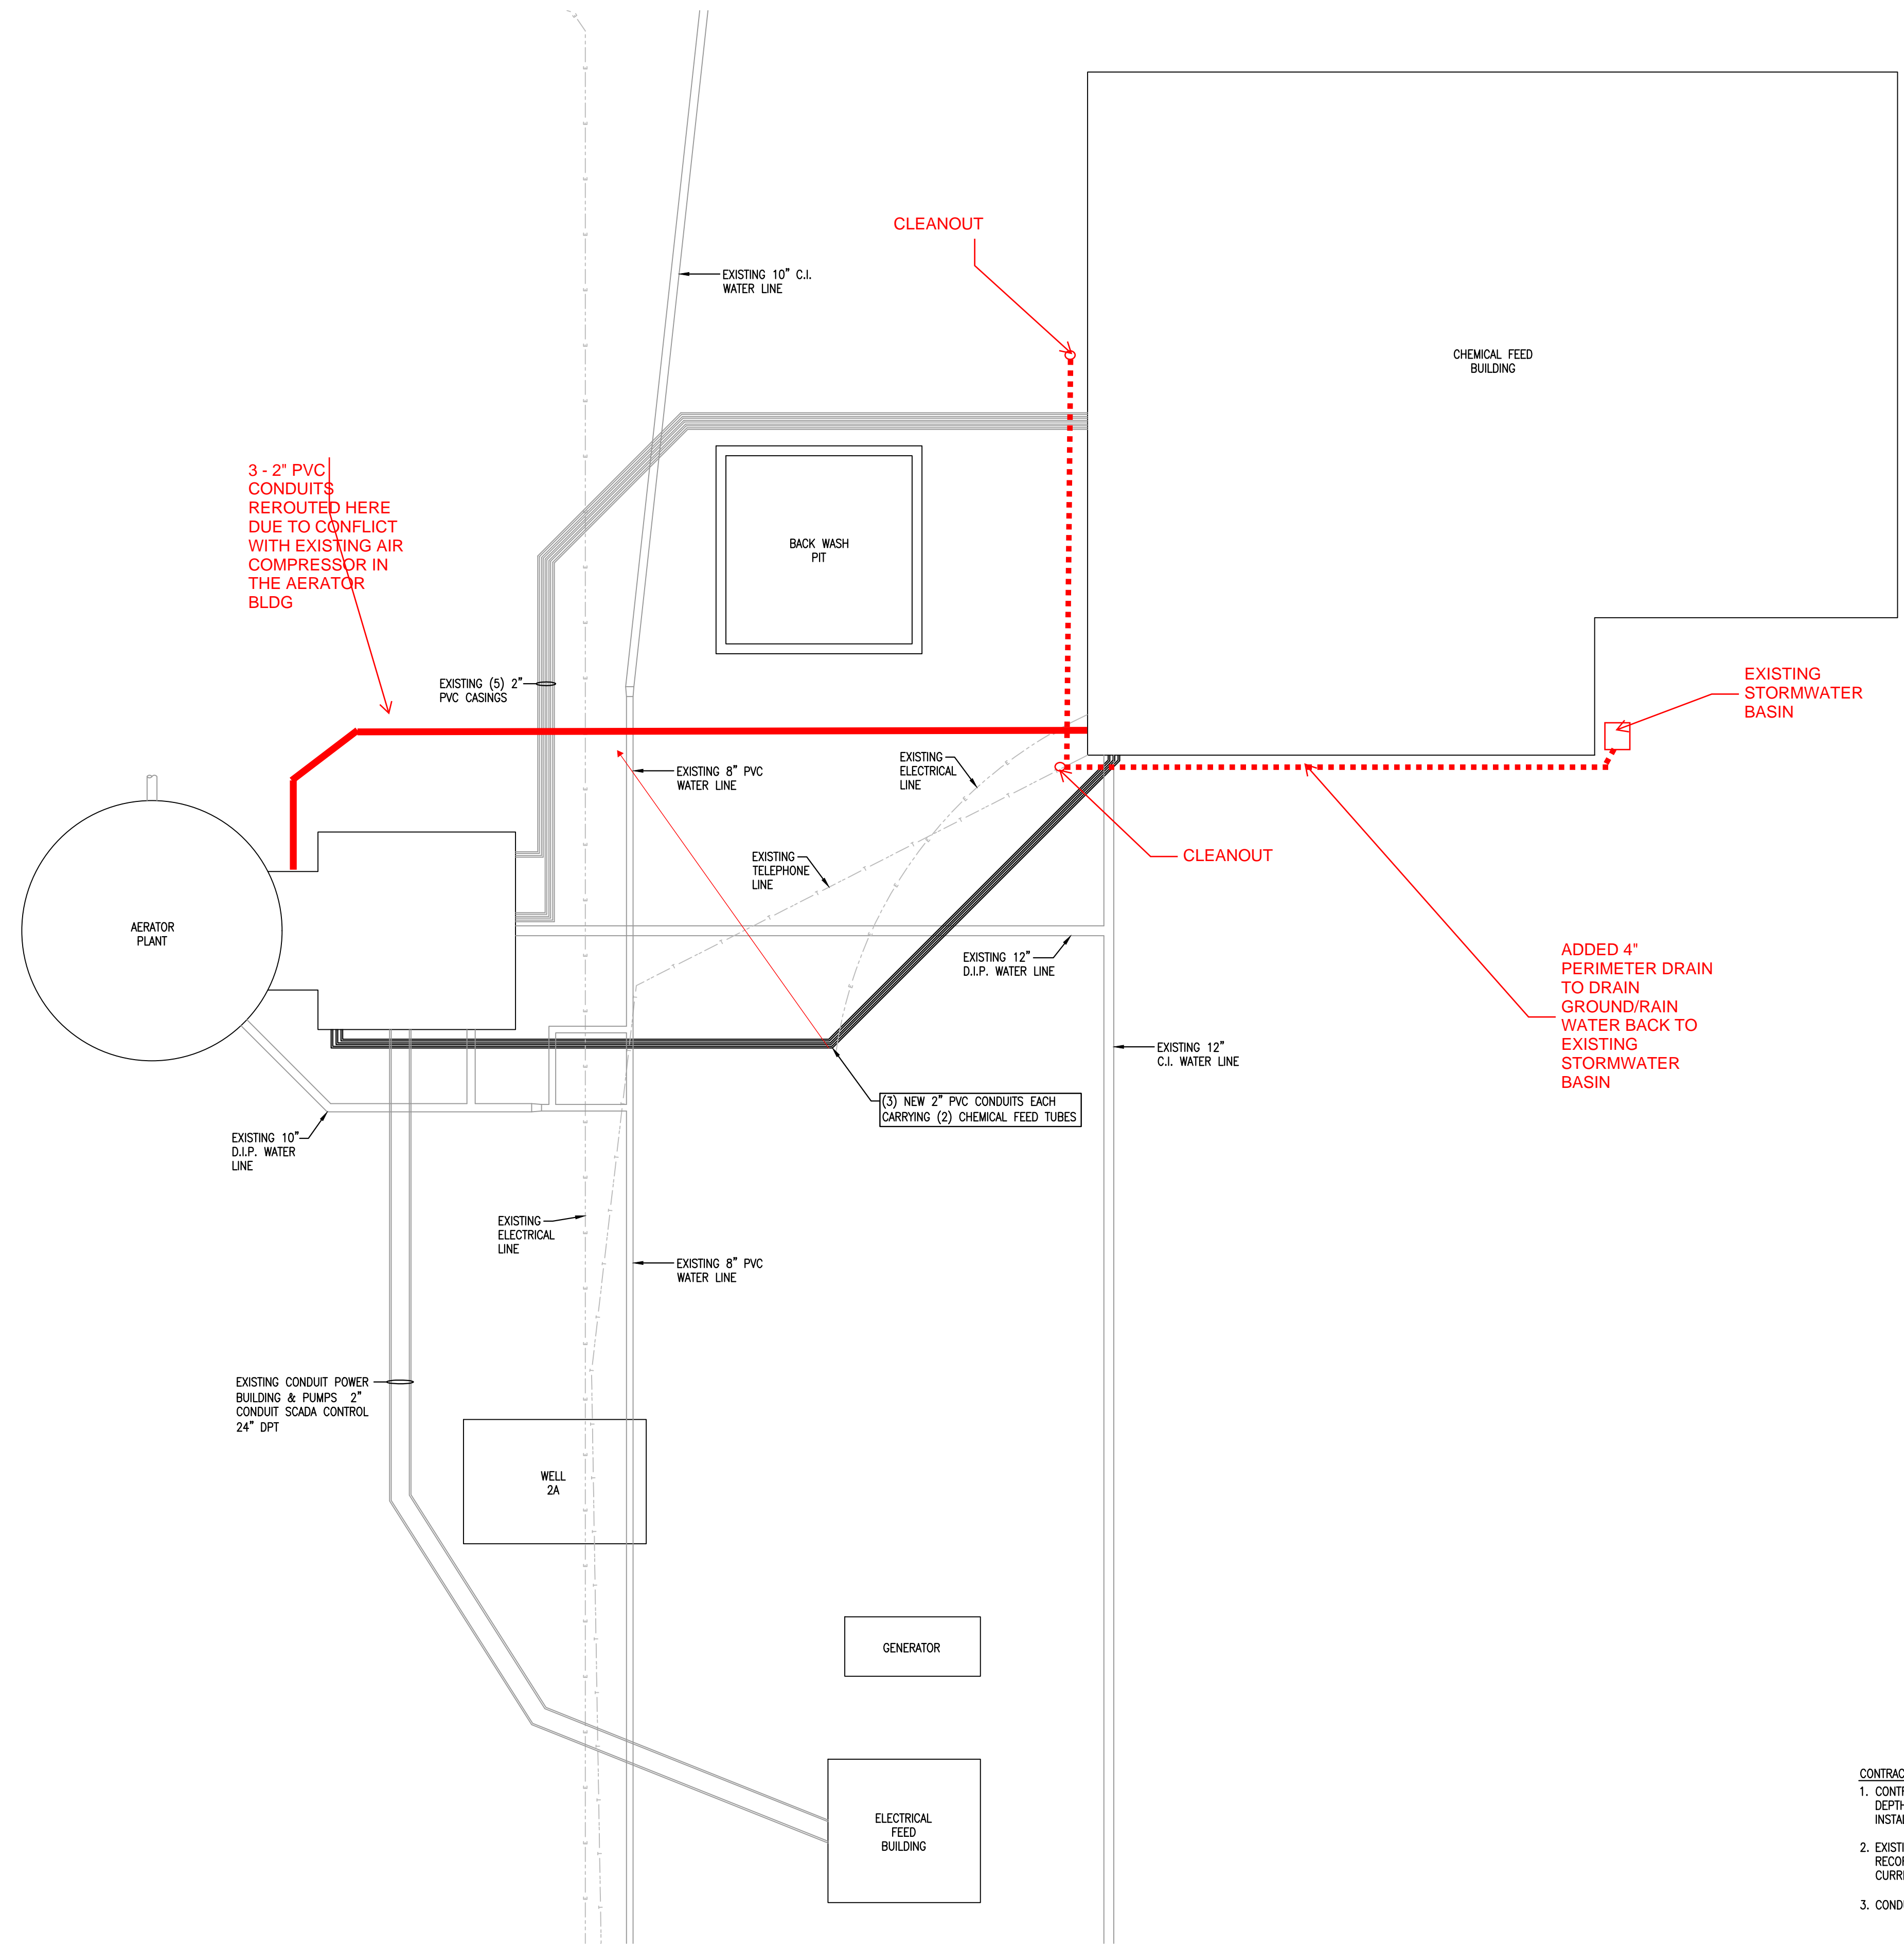 CLEANOUT
EXISTING 10" C.I.
WATER LINE
CHEMICAL FEED
BUILDING
3 - 2" PVC
CONDUITS
REROUTED HERE
DUE TO CONFLICT
WITH EXISTING AIR
COMPRESSOR IN
THE AERATOR
BLDG
BACK WASH
PIT
EXISTING (5) 2"
PVC CASINGS
EXISTING
STORMWATER
BASIN
EXISTING 8" PVC
WATER LINE
EXISTING
ELECTRICAL
LINE
EXISTING
TELEPHONE
LINE
CLEANOUT
AERATOR
PLANT
EXISTING 12"
D.I.P. WATER LINE
ADDED 4"
PERIMETER DRAIN
TO DRAIN
GROUND/RAIN
WATER BACK TO
EXISTING
STORMWATER
BASIN
EXISTING 12"
C.I. WATER LINE
(3) NEW 2" PVC CONDUITS EACH
CARRYING (2) CHEMICAL FEED TUBES
EXISTING 10"
D.I.P. WATER
LINE
EXISTING
ELECTRICAL
LINE
EXISTING 8" PVC
WATER LINE
EXISTING CONDUIT POWER
BUILDING & PUMPS 2"
CONDUIT SCADA CONTROL
24" DPT
WELL
2A
GENERATOR
ELECTRICAL
FEED
BUILDING
1.
2.
3.